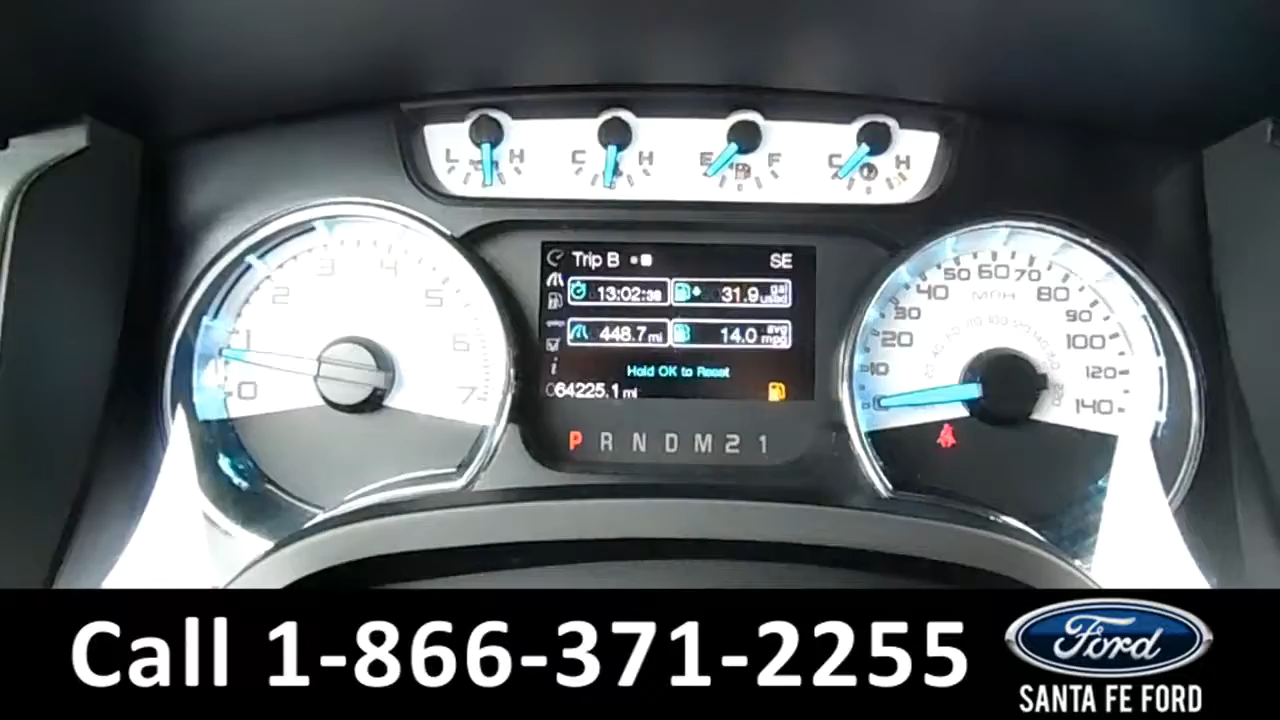 L H C H E F C H
Trip B SE
13:02:38 31.9 gal used
448.7 mi 14.0 avg mpg
Hold OK to Reset
064225.1 mi
P R N D M 2 1
0 1 2 3 4 5 6 7
0 10 20 30 40 50 60 70 80 90 100 120 140
MPH
Call 1-866-371-2255
Ford
SANTA FE FORD